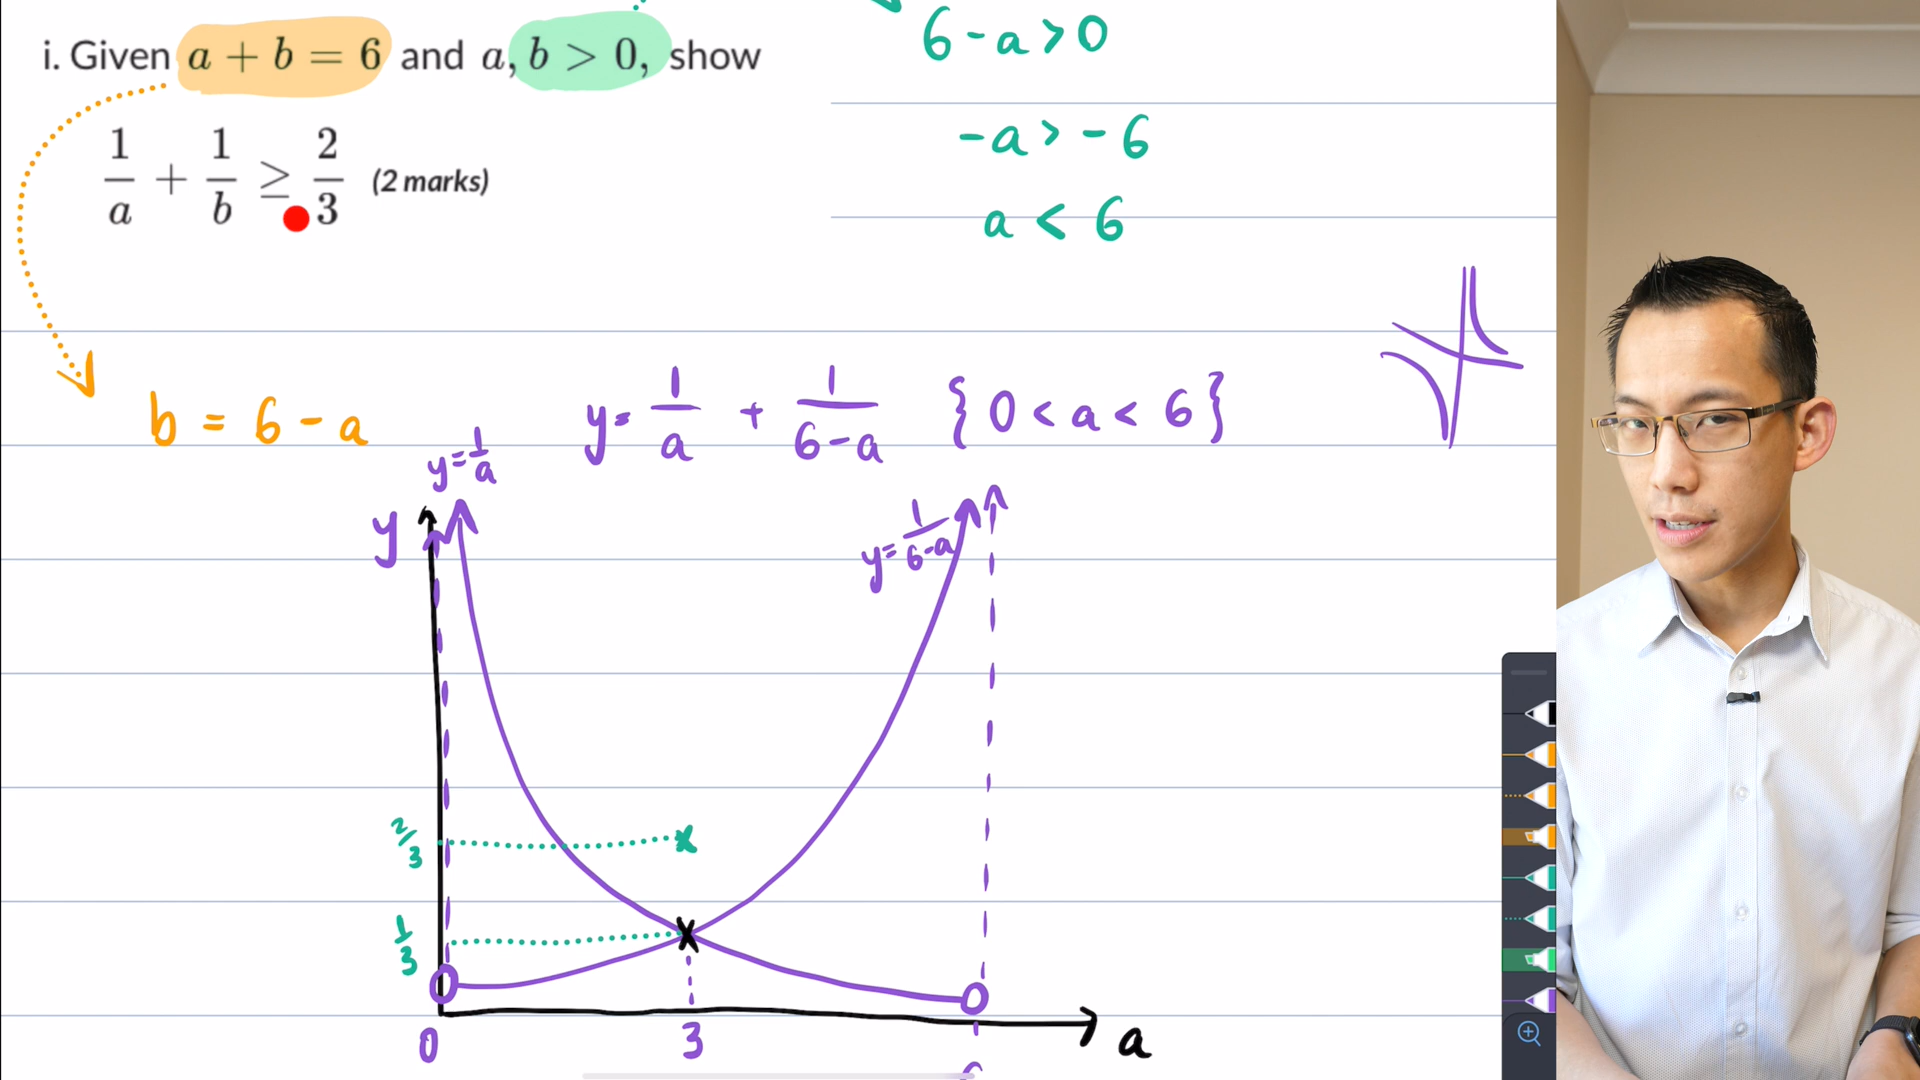 i. Given a + b = 6 and a, b > 0, show
1/a + 1/b ≥ 2/3 (2 marks)
6 - a > 0
-a > -6
a < 6
b = 6 - a
y = 1/a + 1/(6-a) {0 < a < 6}
y = 1/a
y
y = 1/(6-a)
2/3
1/3
0
3
a